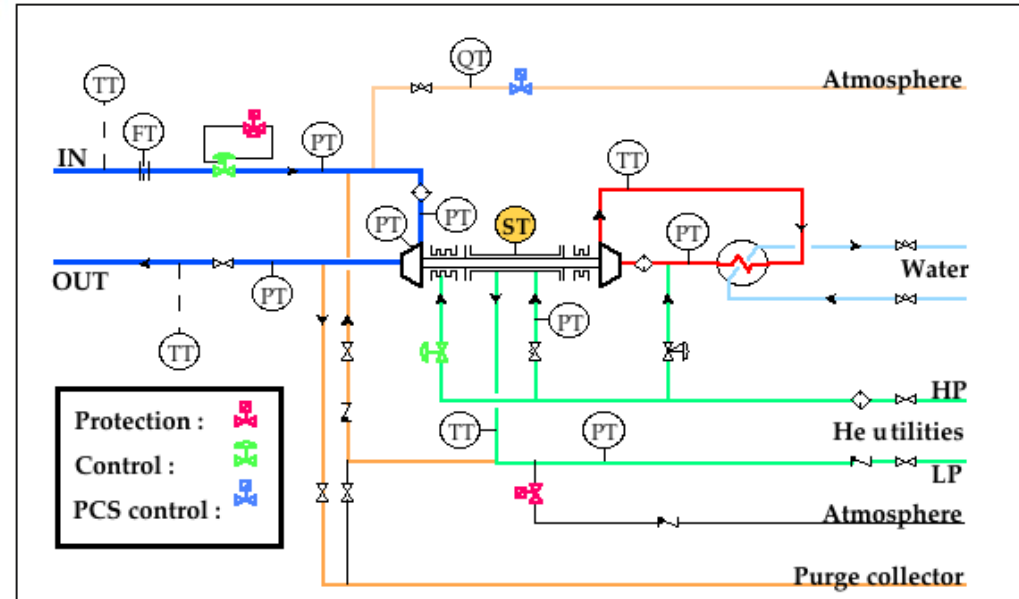 QT
Atmosphere
TT
FT
PT
TT
IN
PT
PT
ST
PT
OUT
PT
Water
PT
TT
Protection :
HP
TT
PT
He utilities
Control :
LP
PCS control :
Atmosphere
Purge collector